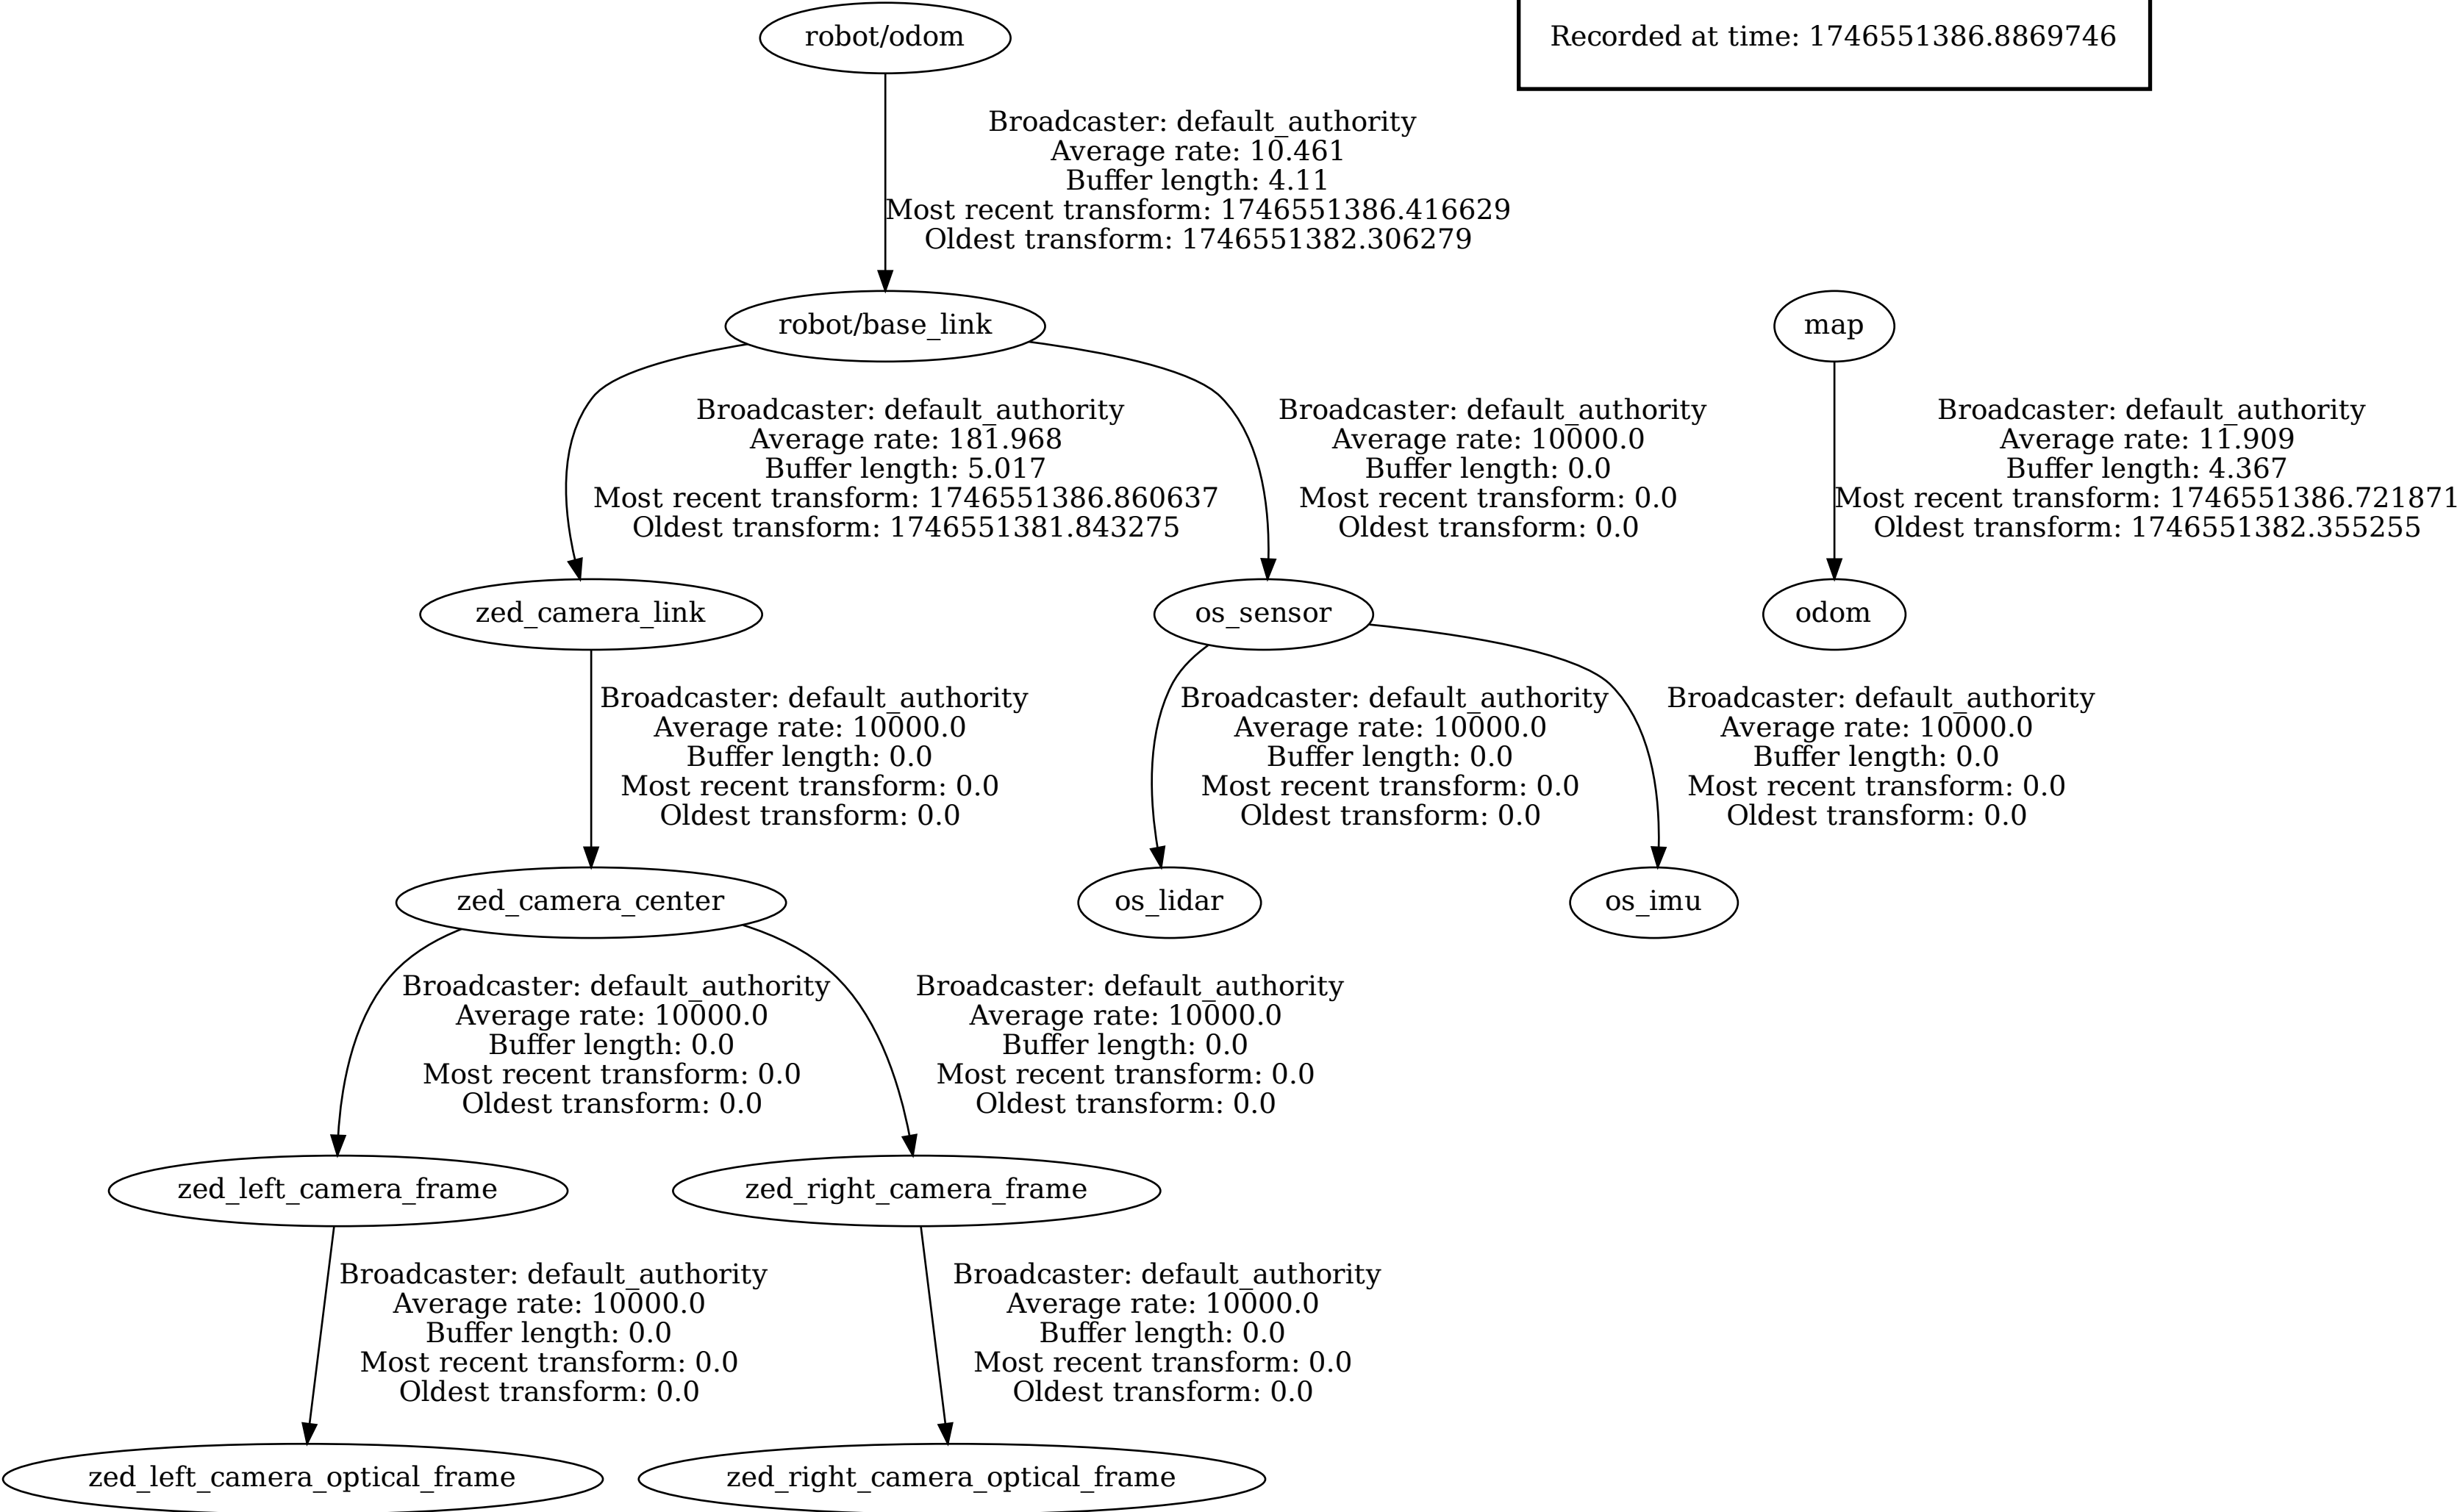 robot/odom
Recorded at time: 1746551386.8869746
Broadcaster: default_authority
Average rate: 10.461
Buffer length: 4.11
Most recent transform: 1746551386.416629
Oldest transform: 1746551382.306279
robot/base_link
map
Broadcaster: default_authority
Average rate: 181.968
Buffer length: 5.017
Most recent transform: 1746551386.860637
Oldest transform: 1746551381.843275
Broadcaster: default_authority
Average rate: 10000.0
Buffer length: 0.0
Most recent transform: 0.0
Oldest transform: 0.0
Broadcaster: default_authority
Average rate: 11.909
Buffer length: 4.367
Most recent transform: 1746551386.721871
Oldest transform: 1746551382.355255
zed_camera_link
os_sensor
odom
Broadcaster: default_authority
Average rate: 10000.0
Buffer length: 0.0
Most recent transform: 0.0
Oldest transform: 0.0
Broadcaster: default_authority
Average rate: 10000.0
Buffer length: 0.0
Most recent transform: 0.0
Oldest transform: 0.0
Broadcaster: default_authority
Average rate: 10000.0
Buffer length: 0.0
Most recent transform: 0.0
Oldest transform: 0.0
zed_camera_center
os_lidar
os_imu
Broadcaster: default_authority
Average rate: 10000.0
Buffer length: 0.0
Most recent transform: 0.0
Oldest transform: 0.0
Broadcaster: default_authority
Average rate: 10000.0
Buffer length: 0.0
Most recent transform: 0.0
Oldest transform: 0.0
zed_left_camera_frame
zed_right_camera_frame
Broadcaster: default_authority
Average rate: 10000.0
Buffer length: 0.0
Most recent transform: 0.0
Oldest transform: 0.0
Broadcaster: default_authority
Average rate: 10000.0
Buffer length: 0.0
Most recent transform: 0.0
Oldest transform: 0.0
zed_left_camera_optical_frame
zed_right_camera_optical_frame